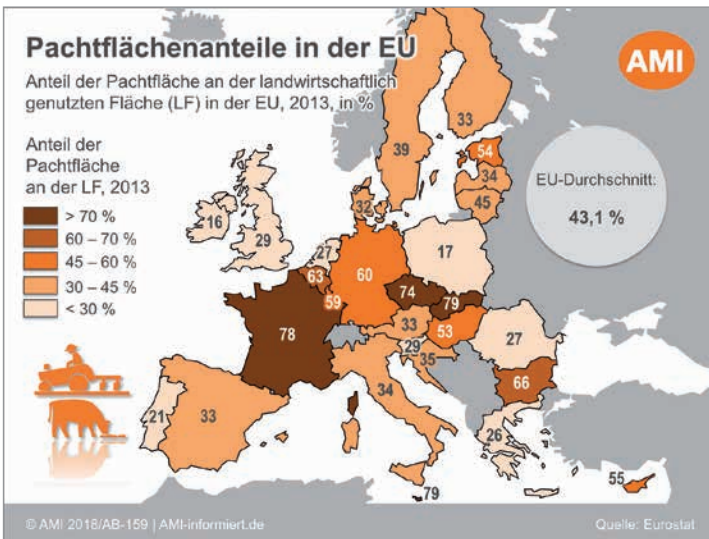 Pachtflächenanteile in der EU
AMI
Anteil der Pachtfläche an der landwirtschaftlich
genutzten Fläche (LF) in der EU, 2013, in %
Anteil der
Pachtfläche
an der LF, 2013
> 70 %
60 – 70 %
45 – 60 %
30 – 45 %
< 30 %
EU-Durchschnitt:
43,1 %
33
39
54
34
45
32
16
29
27
17
63
60
59
74
79
78
33
53
29
35
27
66
34
21
33
26
79
55
© AMI 2018/AB-159 | AMI-informiert.de
Quelle: Eurostat